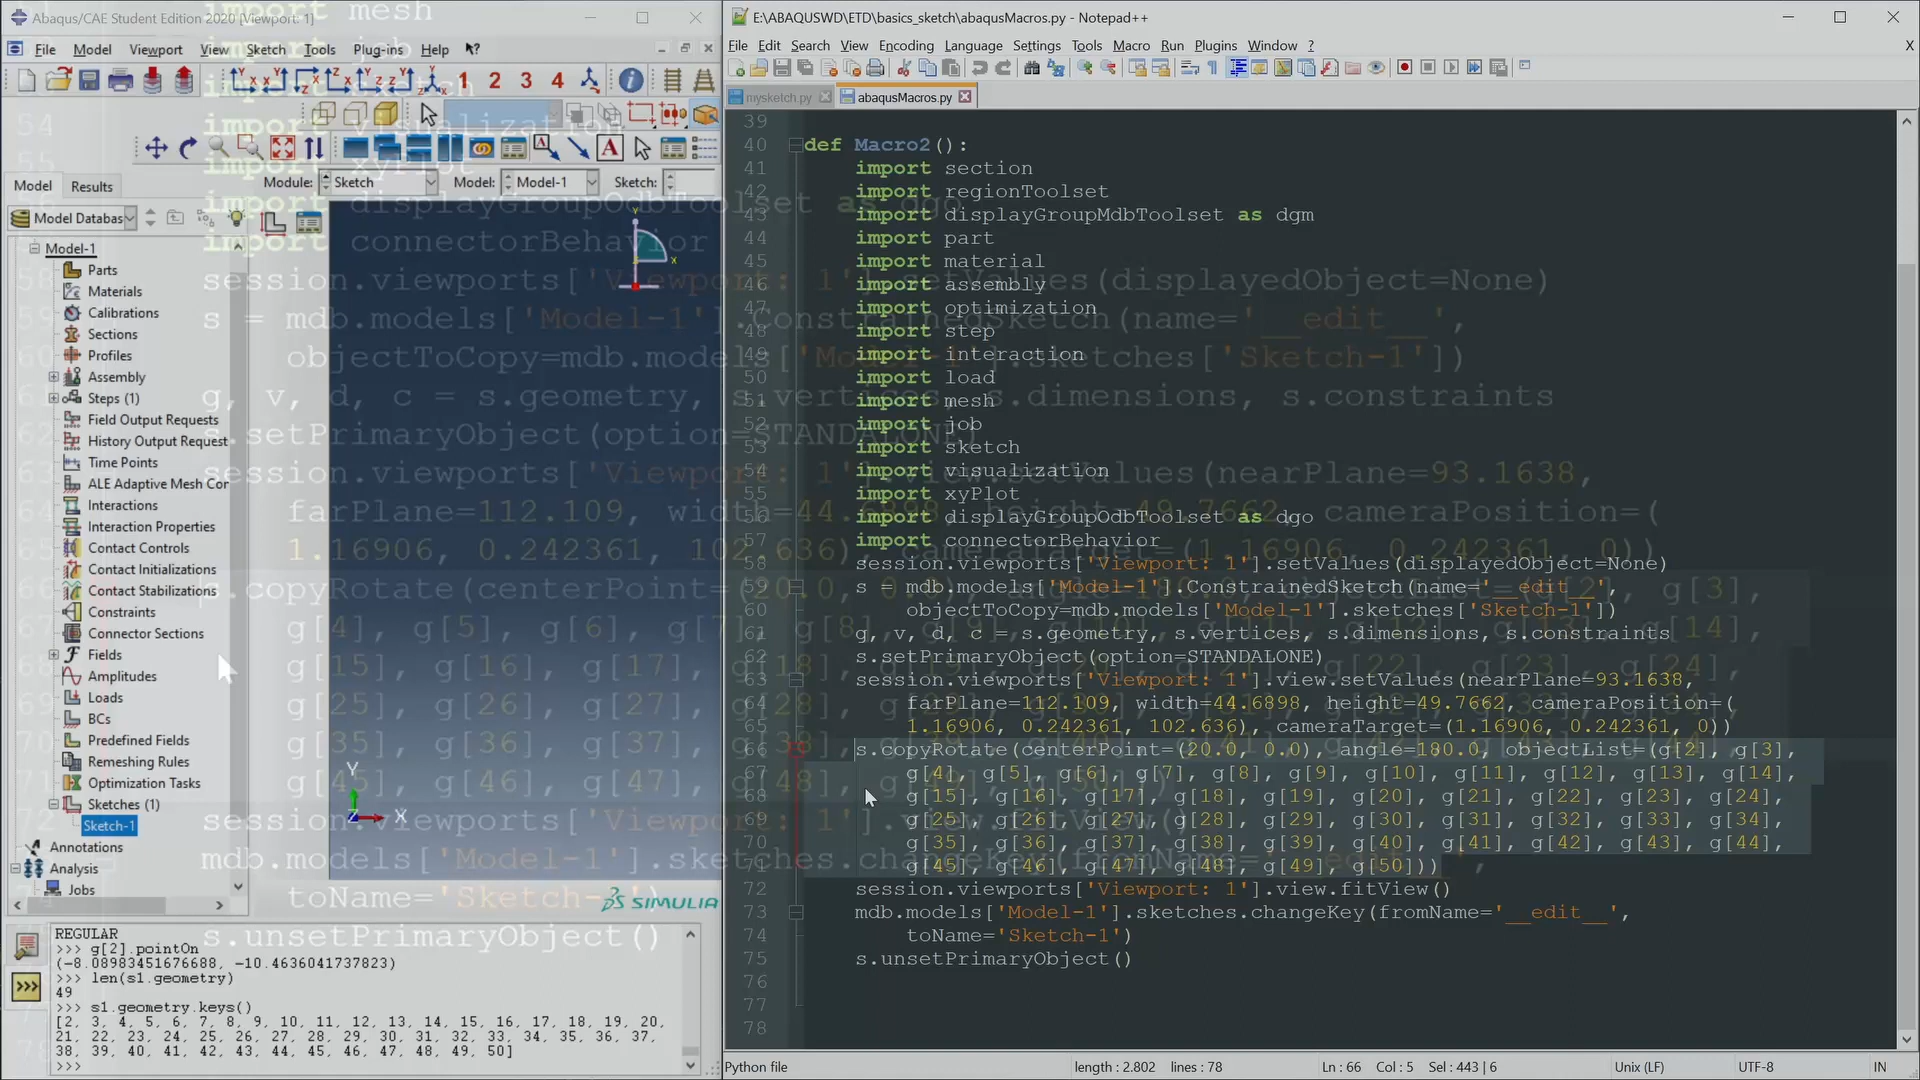 Abaqus/CAE Student Edition 2020 [Viewport: 1]
File Model Viewport View Sketch Tools Plug-ins Help
1 2 3 4
Module: Sketch Model: Model-1 Sketch:
Model Results
Model Databas
Model-1
Parts
Materials
Calibrations
Sections
Profiles
Assembly
Steps (1)
Field Output Requests
History Output Request
Time Points
ALE Adaptive Mesh Cor
Interactions
Interaction Properties
Contact Controls
Contact Initializations
Contact Stabilizations
Constraints
Connector Sections
Fields
Amplitudes
Loads
BCs
Predefined Fields
Remeshing Rules
Optimization Tasks
Sketches (1)
Sketch-1
Annotations
Analysis
Jobs
Y
X
Z
SIMULIA
REGULAR
>>> g[2].pointOn
(-8.08983451676688, -10.4636041737823)
>>> len(s1.geometry)
49
>>> s1.geometry.keys()
[2, 3, 4, 5, 6, 7, 8, 9, 10, 11, 12, 13, 14, 15, 16, 17, 18, 19, 20,
21, 22, 23, 24, 25, 26, 27, 28, 29, 30, 31, 32, 33, 34, 35, 36, 37,
38, 39, 40, 41, 42, 43, 44, 45, 46, 47, 48, 49, 50]
>>>
E:\ABAQUSWD\ETD\basics_sketch\abaqusMacros.py - Notepad++
File Edit Search View Encoding Language Settings Tools Macro Run Plugins Window ? X
mysketch.py abaqusMacros.py
39
40 def Macro2():
41 import section
42 import regionToolset
43 import displayGroupMdbToolset as dgm
44 import part
45 import material
46 import assembly
47 import optimization
48 import step
49 import interaction
50 import load
51 import mesh
52 import job
53 import sketch
54 import visualization
55 import xyPlot
56 import displayGroupOdbToolset as dgo
57 import connectorBehavior
58 session.viewports['Viewport: 1'].setValues(displayedObject=None)
59 s = mdb.models['Model-1'].ConstrainedSketch(name='__edit__',
60 objectToCopy=mdb.models['Model-1'].sketches['Sketch-1'])
61 g, v, d, c = s.geometry, s.vertices, s.dimensions, s.constraints
62 s.setPrimaryObject(option=STANDALONE)
63 session.viewports['Viewport: 1'].view.setValues(nearPlane=93.1638,
64 farPlane=112.109, width=44.6898, height=49.7662, cameraPosition=(
65 1.16906, 0.242361, 102.636), cameraTarget=(1.16906, 0.242361, 0))
66 s.copyRotate(centerPoint=(20.0, 0.0), angle=180.0, objectList=(g[2], g[3],
67 g[4], g[5], g[6], g[7], g[8], g[9], g[10], g[11], g[12], g[13], g[14],
68 g[15], g[16], g[17], g[18], g[19], g[20], g[21], g[22], g[23], g[24],
69 g[25], g[26], g[27], g[28], g[29], g[30], g[31], g[32], g[33], g[34],
70 g[35], g[36], g[37], g[38], g[39], g[40], g[41], g[42], g[43], g[44],
71 g[45], g[46], g[47], g[48], g[49], g[50]))
72 session.viewports['Viewport: 1'].view.fitView()
73 mdb.models['Model-1'].sketches.changeKey(fromName='__edit__',
74 toName='Sketch-1')
75 s.unsetPrimaryObject()
76
77
78
Python file length : 2.802 lines : 78 Ln : 66 Col : 5 Sel : 443 | 6 Unix (LF) UTF-8 IN